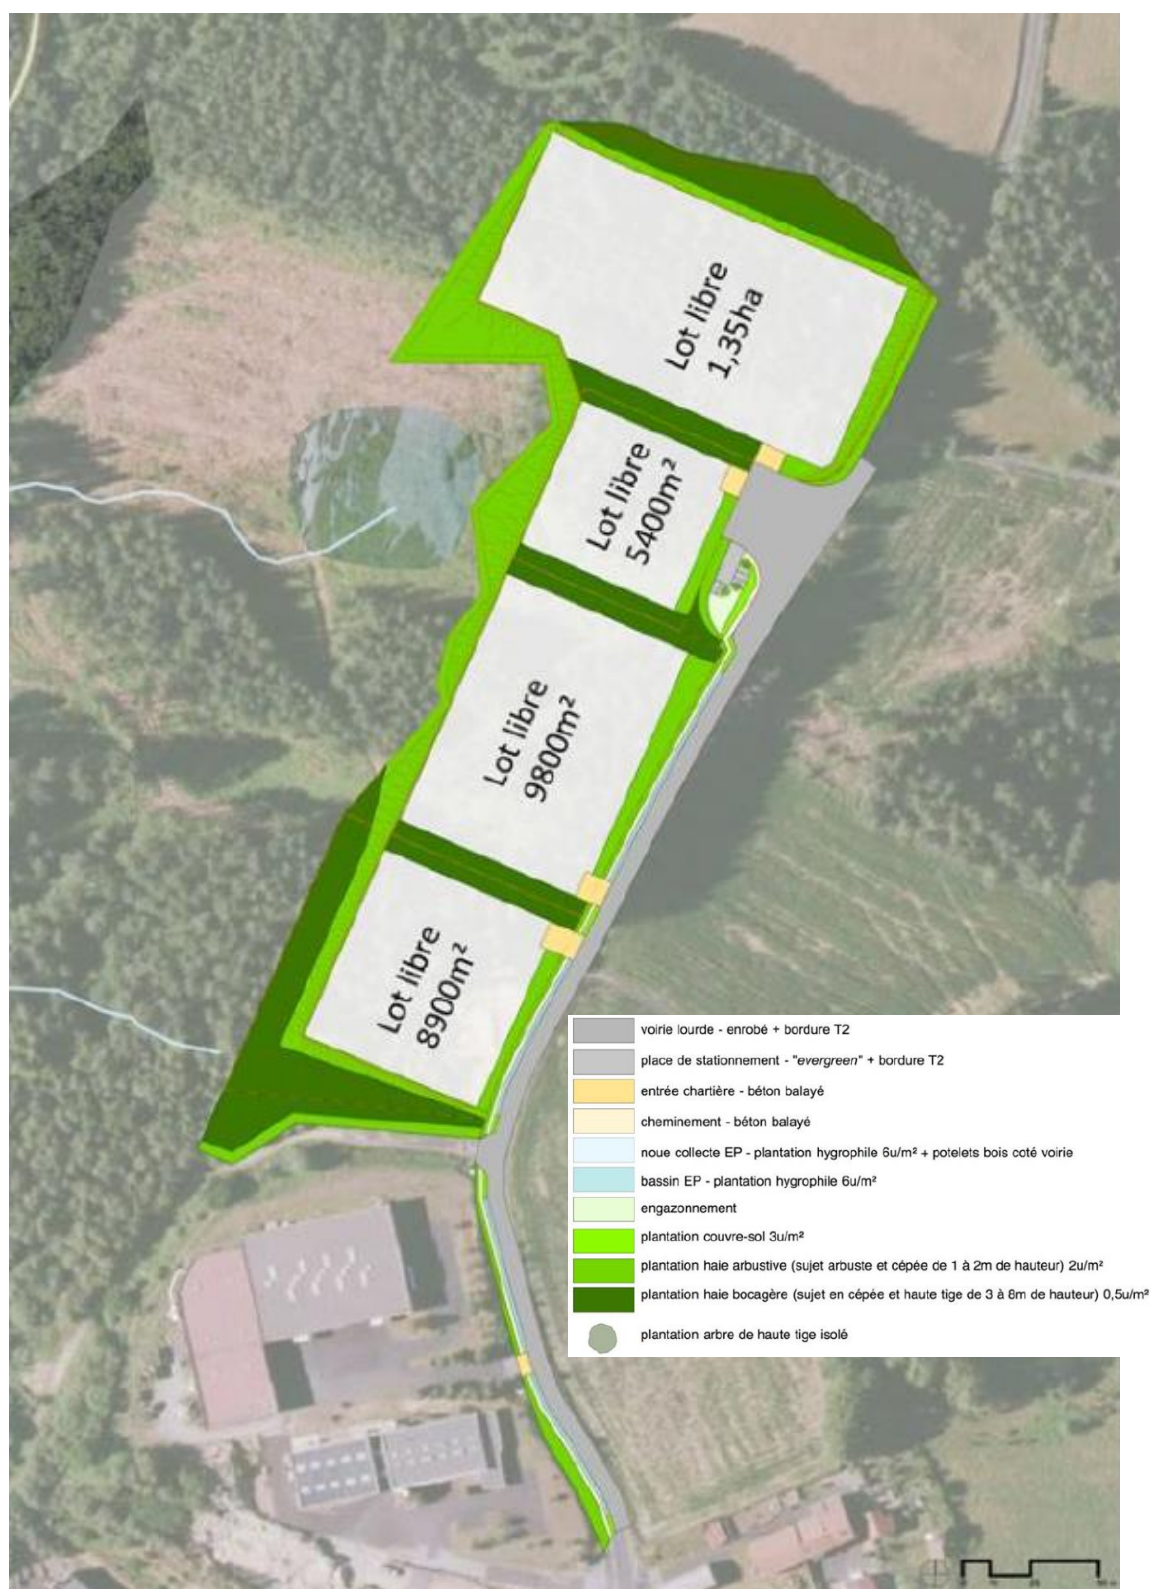 Lot libre
1,35ha
Lot libre
5400m²
Lot libre
9800m²
Lot libre
8900m²
voirie lourde - enrobé + bordure T2
place de stationnement - "evergreen" + bordure T2
entrée chartière - béton balayé
cheminement - béton balayé
noue collecte EP - plantation hygrophile 6u/m² + potelets bois coté voirie
bassin EP - plantation hygrophile 6u/m²
engazonnement
plantation couvre-sol 3u/m²
plantation haie arbustive (sujet arbuste et cépée de 1 à 2m de hauteur) 2u/m²
plantation haie bocagère (sujet en cépée et haute tige de 3 à 8m de hauteur) 0,5u/m²
plantation arbre de haute tige isolé